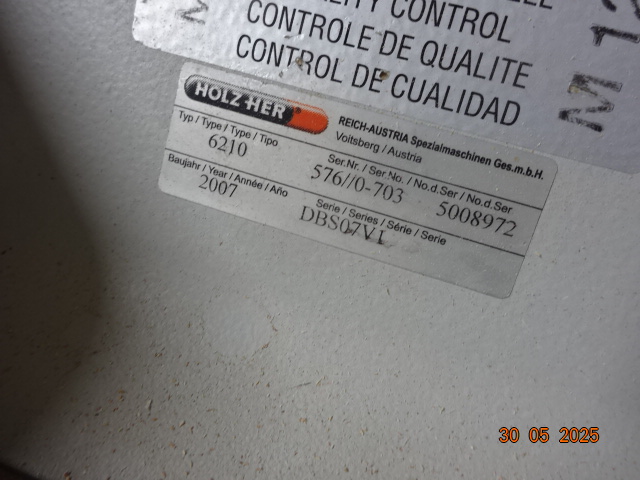 QUALITY CONTROL
CONTROLE DE QUALITE
CONTROL DE CUALIDAD
HOLZ-HER
REICH-AUSTRIA Spezialmaschinen Ges.m.b.H.
Voitsberg / Austria
Typ / Type / Type / Tipo
6210
Ser.Nr. / Ser.No. / No.d.Ser / No.d.Ser
576//0-703 5008972
Baujahr / Year / Année / Año
2007
Serie / Series / Série / Serie
DBS07V1
30 05 2025